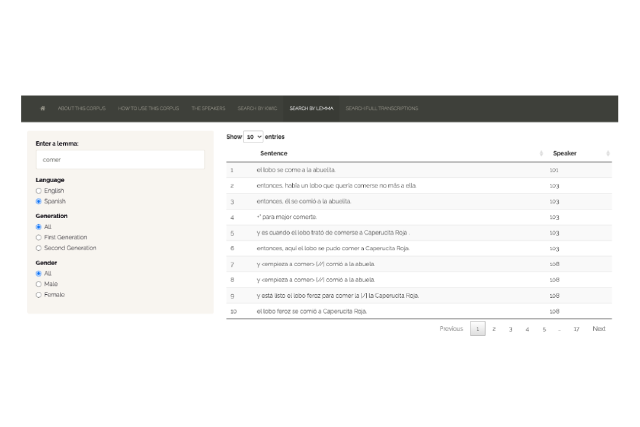 ABOUT THIS CORPUS HOW TO USE THIS CORPUS THE SPEAKERS SEARCH BY KWIC SEARCH BY LEMMA SEARCH FULL TRANSCRIPTIONS
Enter a lemma:
comer
Language
English
Spanish
Generation
All
First Generation
Second Generation
Gender
All
Male
Female
Show 10 entries
Sentence Speaker
1 el lobo se come a la abuelita. 101
2 entonces, había un lobo que quería comerse no más a ella 103
3 entonces, él se comió a la abuelita. 103
4 +" para mejor comerte. 103
5 y es cuando el lobo trató de comerse a Caperucita Roja . 103
6 entonces, aquí el lobo se pudo comer a Caperucita Roja. 103
7 y <empieza a comer> [//] comió a la abuela 108
8 y <empieza a comer> [//] comió a la abuela 108
9 y está listo el lobo feroz para comer la [/] la Caperucita Roja. 108
10 el lobo feroz se comió a Caperucita Roja. 108
Previous 1 2 3 4 5 … 17 Next